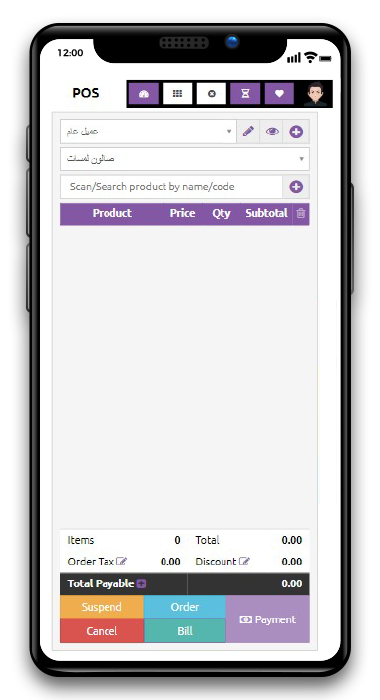 12:00
POS
عميل عام
صالون لمسات
Scan/Search product by name/code
Product Price Qty Subtotal
Items 0 Total 0.00
Order Tax 0.00 Discount 0.00
Total Payable 0.00
Suspend Order
Payment
Cancel Bill